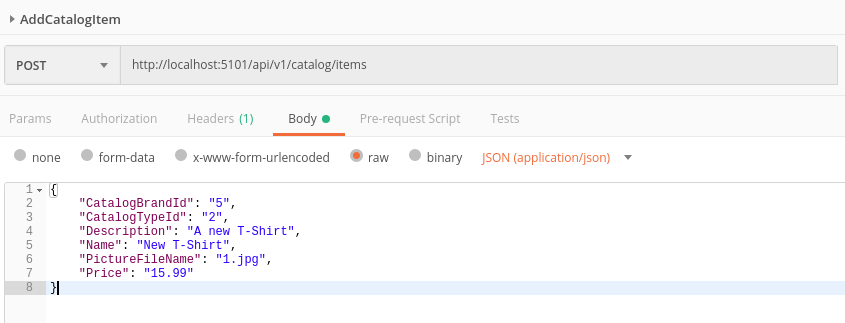 AddCatalogItem
POST http://localhost:5101/api/v1/catalog/items
Params Authorization Headers (1) Body Pre-request Script Tests
none form-data x-www-form-urlencoded raw binary JSON (application/json)
1 {
2 "CatalogBrandId": "5",
3 "CatalogTypeId": "2",
4 "Description": "A new T-Shirt",
5 "Name": "New T-Shirt",
6 "PictureFileName": "1.jpg",
7 "Price": "15.99"
8 }